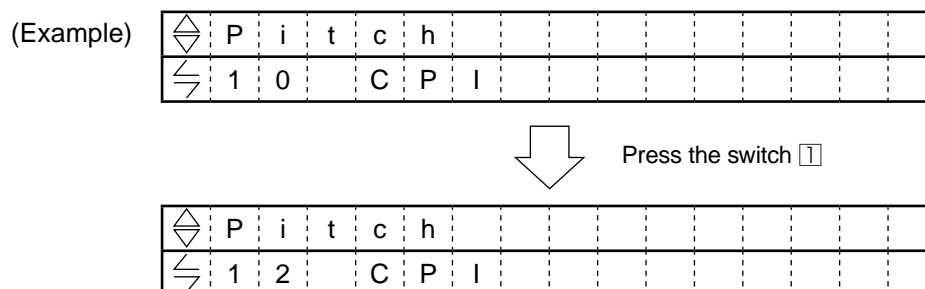 (Example)
Pitch
10 CPI
Press the switch 1
Pitch
12 CPI